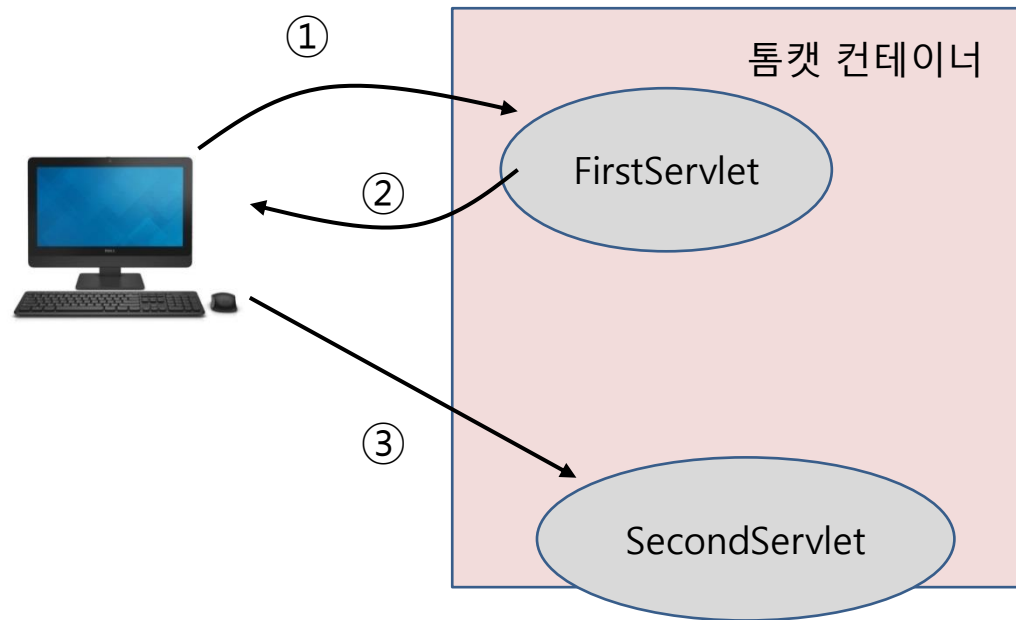 ①
톰캣 컨테이너
FirstServlet
②
③
SecondServlet